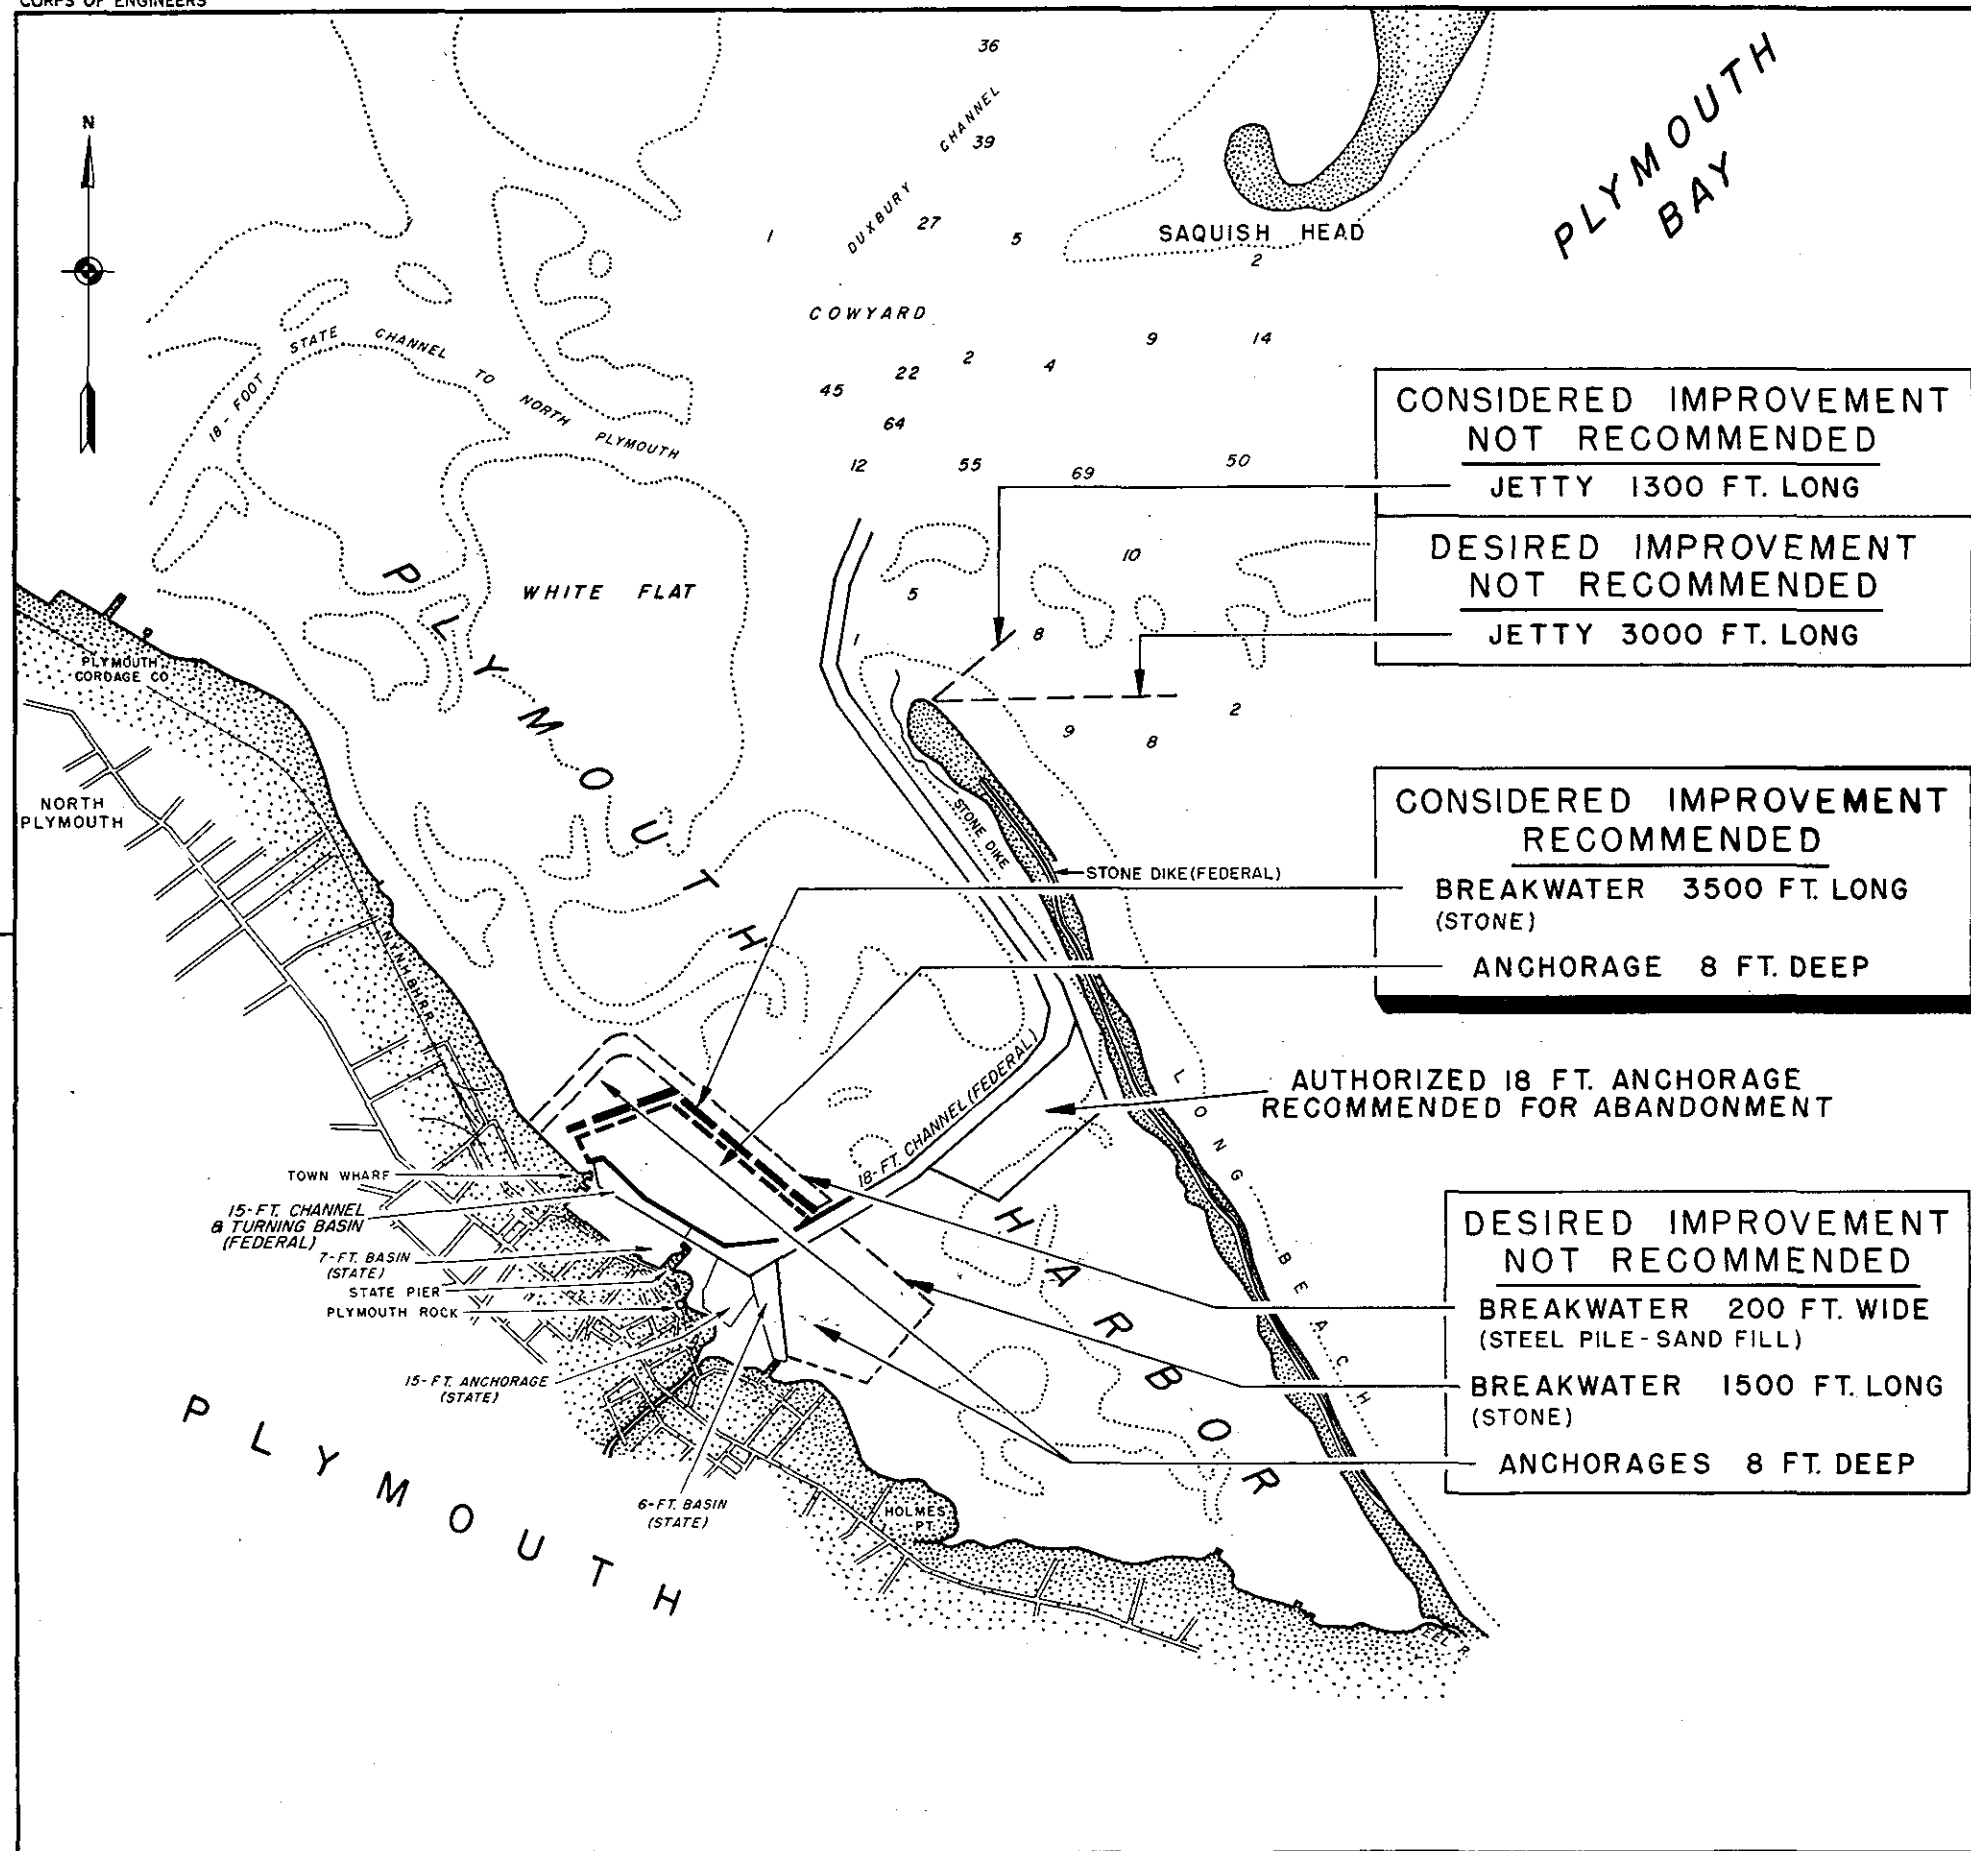 CORPS OF ENGINEERS
N
36
DUXBURY CHANNEL
39
27
5
1
SAQUISH HEAD
2
PLYMOUTH
BAY
COWYARD
9
14
2
4
22
45
64
12
55
69
50
18-FOOT STATE CHANNEL TO NORTH PLYMOUTH
CONSIDERED IMPROVEMENT
NOT RECOMMENDED
JETTY 1300 FT. LONG
DESIRED IMPROVEMENT
NOT RECOMMENDED
JETTY 3000 FT. LONG
10
5
1
8
2
9
8
WHITE FLAT
PLYMOUTH HARBOR
PLYMOUTH
CORDAGE CO
NORTH
PLYMOUTH
N.Y.N.H.&H.R.R.
STONE DIKE
STONE DIKE (FEDERAL)
CONSIDERED IMPROVEMENT
RECOMMENDED
BREAKWATER 3500 FT. LONG
(STONE)
ANCHORAGE 8 FT. DEEP
18-FT. CHANNEL (FEDERAL)
LONG BEACH
AUTHORIZED 18 FT. ANCHORAGE
RECOMMENDED FOR ABANDONMENT
TOWN WHARF
15-FT. CHANNEL
& TURNING BASIN
(FEDERAL)
7-FT. BASIN
(STATE)
STATE PIER
PLYMOUTH ROCK
15-FT. ANCHORAGE
(STATE)
6-FT. BASIN
(STATE)
DESIRED IMPROVEMENT
NOT RECOMMENDED
BREAKWATER 200 FT. WIDE
(STEEL PILE-SAND FILL)
BREAKWATER 1500 FT. LONG
(STONE)
ANCHORAGES 8 FT. DEEP
PLYMOUTH
HOLMES
PT.
EEL R.